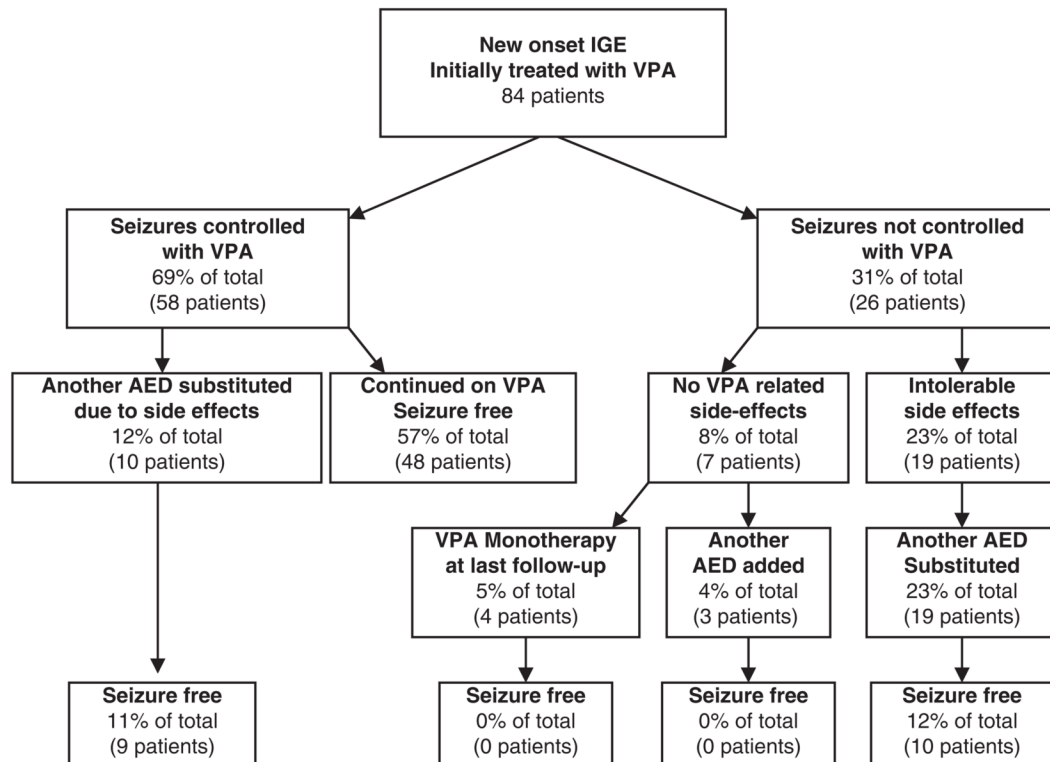 New onset IGE
Initially treated with VPA
84 patients
Seizures controlled
with VPA
69% of total
(58 patients)
Seizures not controlled
with VPA
31% of total
(26 patients)
Another AED substituted
due to side effects
12% of total
(10 patients)
Continued on VPA
Seizure free
57% of total
(48 patients)
No VPA related
side-effects
8% of total
(7 patients)
Intolerable
side effects
23% of total
(19 patients)
VPA Monotherapy
at last follow-up
5% of total
(4 patients)
Another
AED added
4% of total
(3 patients)
Another AED
Substituted
23% of total
(19 patients)
Seizure free
11% of total
(9 patients)
Seizure free
0% of total
(0 patients)
Seizure free
0% of total
(0 patients)
Seizure free
12% of total
(10 patients)